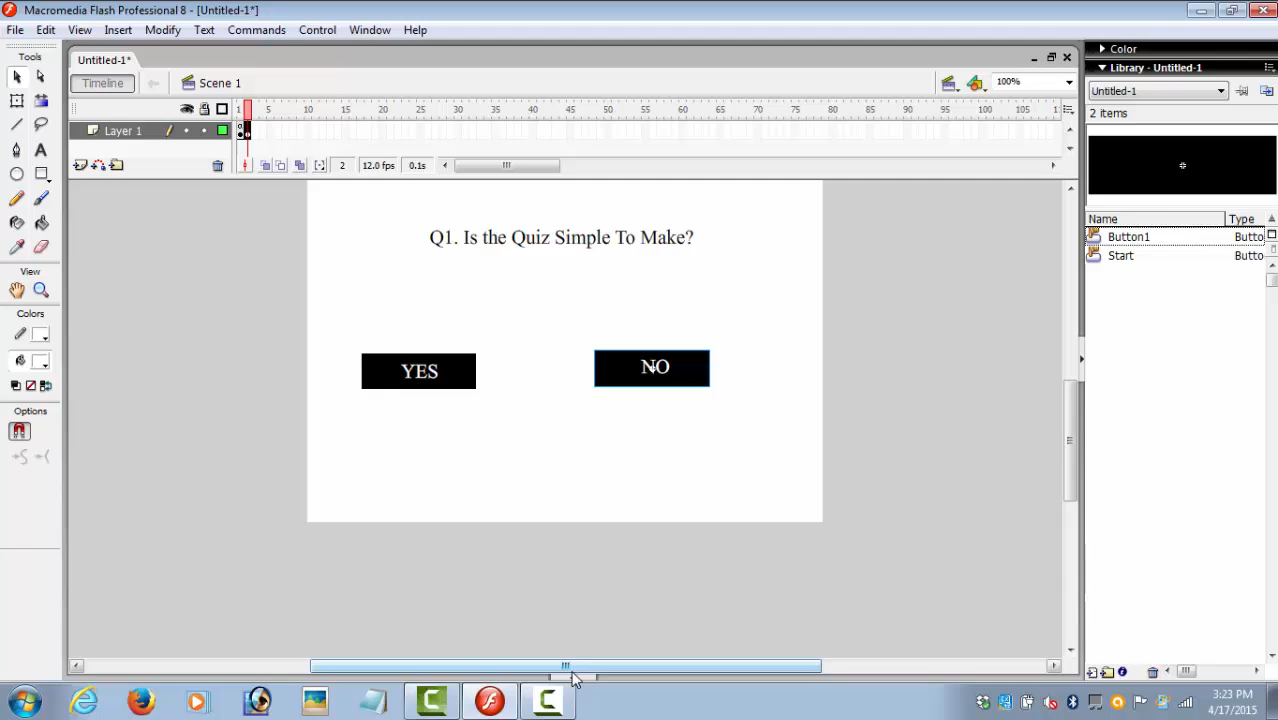 Macromedia Flash Professional 8 - [Untitled-1*]
File Edit View Insert Modify Text Commands Control Window Help
Tools
Untitled-1*
Color
Library - Untitled-1
Timeline
Scene 1
100%
Untitled-1
2 items
1 5 10 15 20 25 30 35 40 45 50 55 60 65 70 75 80 85 90 95 100 105 1:
Layer 1
2 12.0 fps 0.1s
Name Type
Button1 Butto
Start Butto
Q1. Is the Quiz Simple To Make?
View
Colors
YES
NO
Options
3:23 PM
4/17/2015